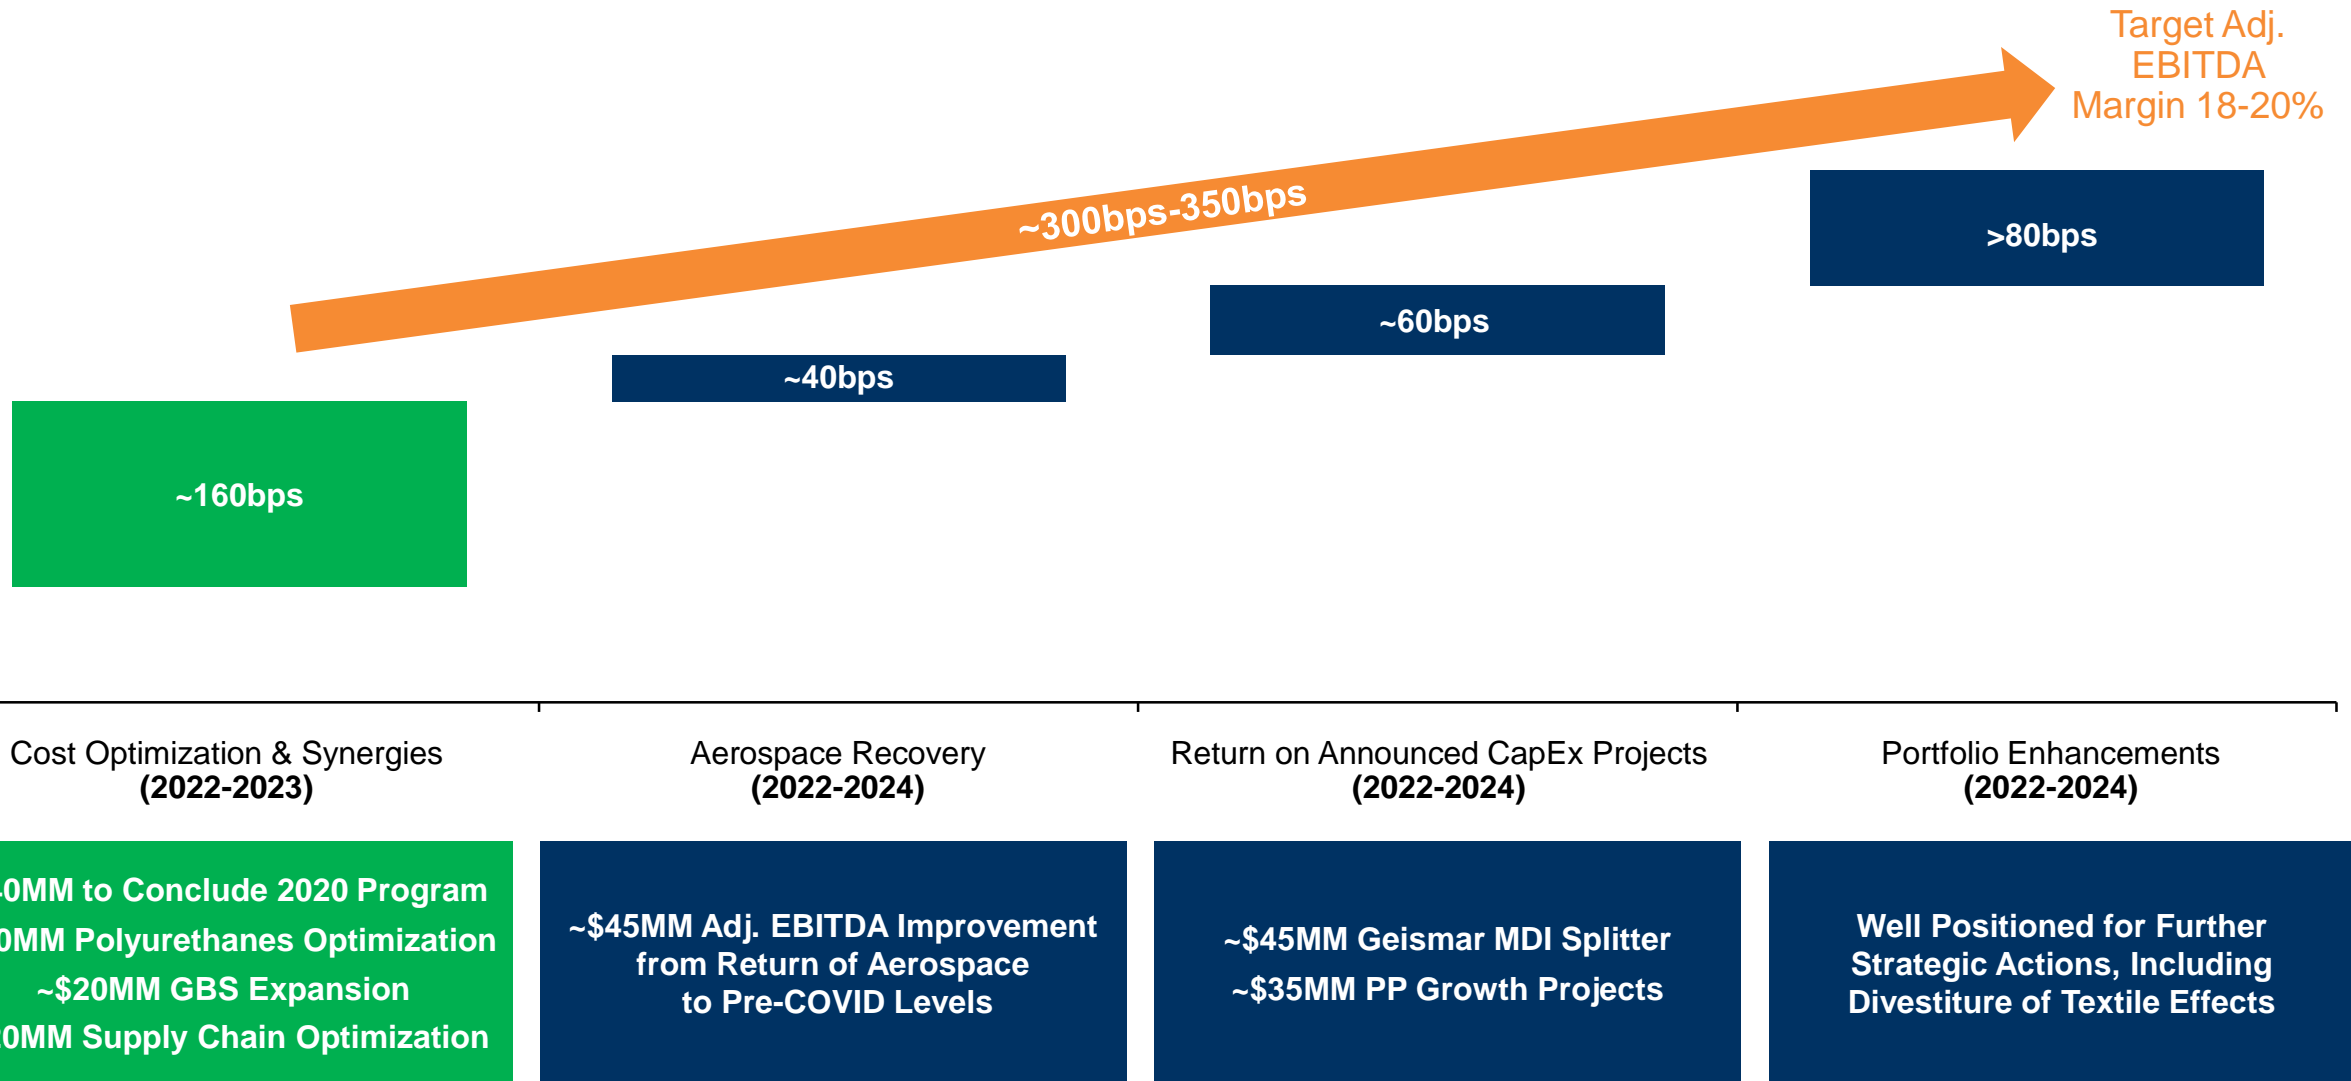 Target Adj.
EBITDA
Margin 18-20%
~300bps-350bps
>80bps
~60bps
~40bps
~160bps
Cost Optimization & Synergies
(2022-2023)
Aerospace Recovery
(2022-2024)
Return on Announced CapEx Projects
(2022-2024)
Portfolio Enhancements
(2022-2024)
to Conclude 2020 Program
Polyurethanes Optimization
~$20MM GBS Expansion
Supply Chain Optimization
~$45MM Adj. EBITDA Improvement
from Return of Aerospace
to Pre-COVID Levels
~$45MM Geismar MDI Splitter
~$35MM PP Growth Projects
Well Positioned for Further
Strategic Actions, Including
Divestiture of Textile Effects